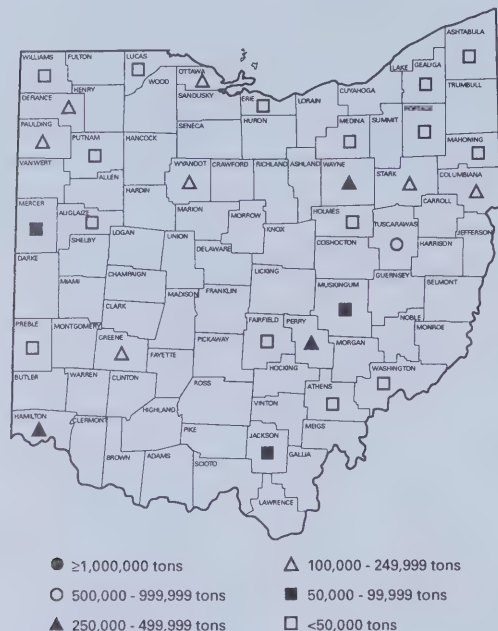 ASHTABULA
WILLIAMS
FULTON
LUCAS
OTTAWA
LAKE
GEAUGA
WOOD
SANDUSKY
ERIE
LORAIN
CUYAHOGA
TRUMBULL
HENRY
DEFIANCE
PORTAGE
SENECA
HURON
MEDINA
SUMMIT
PAULDING
PUTNAM
HANCOCK
MAHONING
VAN WERT
WYANDOT
CRAWFORD
RICHLAND
ASHLAND
WAYNE
STARK
COLUMBIANA
ALLEN
HARDIN
CARROLL
MERCER
AUGLAIZE
MARION
MORROW
HOLMES
TUSCARAWAS
JEFFERSON
LOGAN
KNOX
COSHOCTON
HARRISON
SHELBY
UNION
DELAWARE
DARKE
LICKING
GUERNSEY
BELMONT
CHAMPAIGN
MIAMI
MUSKINGUM
MADISON
FRANKLIN
CLARK
NOBLE
MONROE
PREBLE
MONTGOMERY
GREENE
FAIRFIELD
PERRY
MORGAN
PICKAWAY
FAYETTE
HOCKING
WASHINGTON
BUTLER
WARREN
CLINTON
ROSS
ATHENS
VINTON
HIGHLAND
HAMILTON
CLERMONT
MEIGS
PIKE
JACKSON
GALLIA
BROWN
ADAMS
SCIOTO
LAWRENCE
≥1,000,000 tons
100,000 - 249,999 tons
500,000 - 999,999 tons
50,000 - 99,999 tons
250,000 - 499,999 tons
<50,000 tons